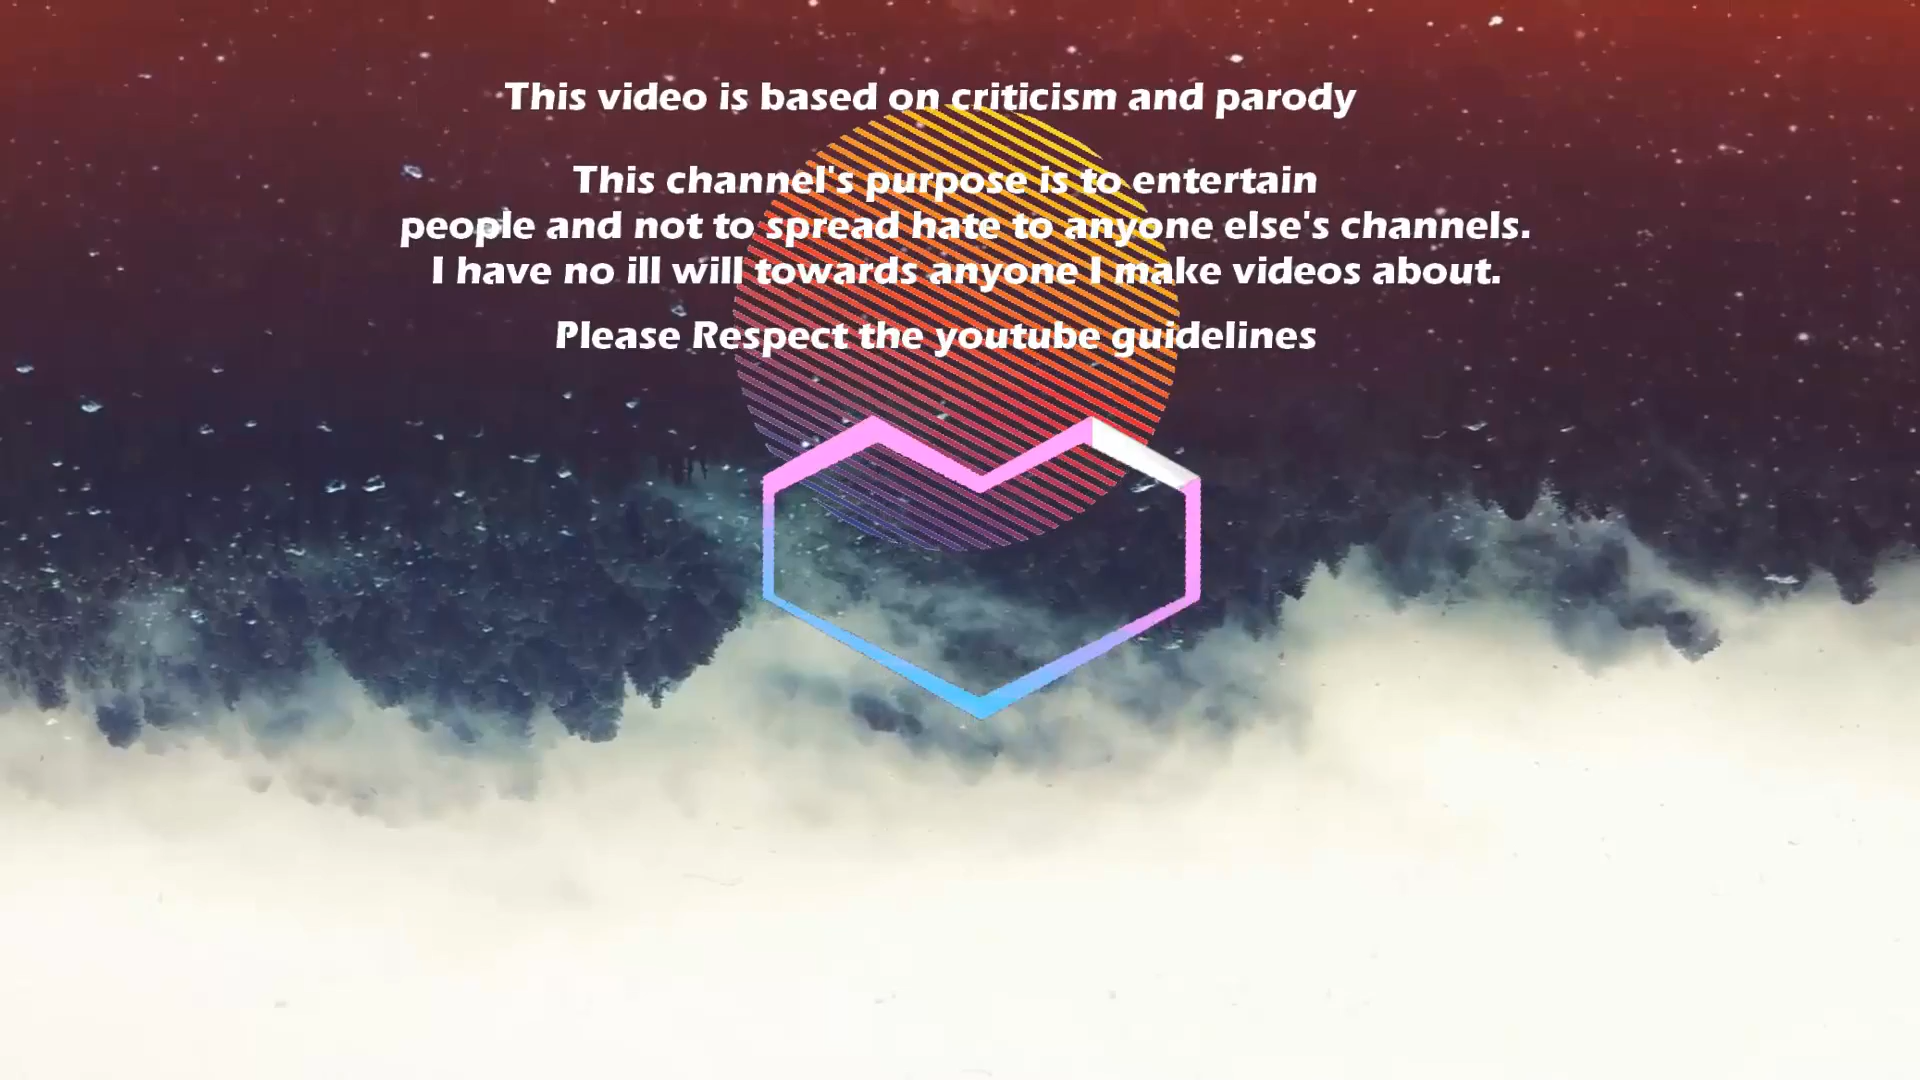 This video is based on criticism and parody
This channel's purpose is to entertain
people and not to spread hate to anyone else's channels.
I have no ill will towards anyone I make videos about.
Please Respect the youtube guidelines